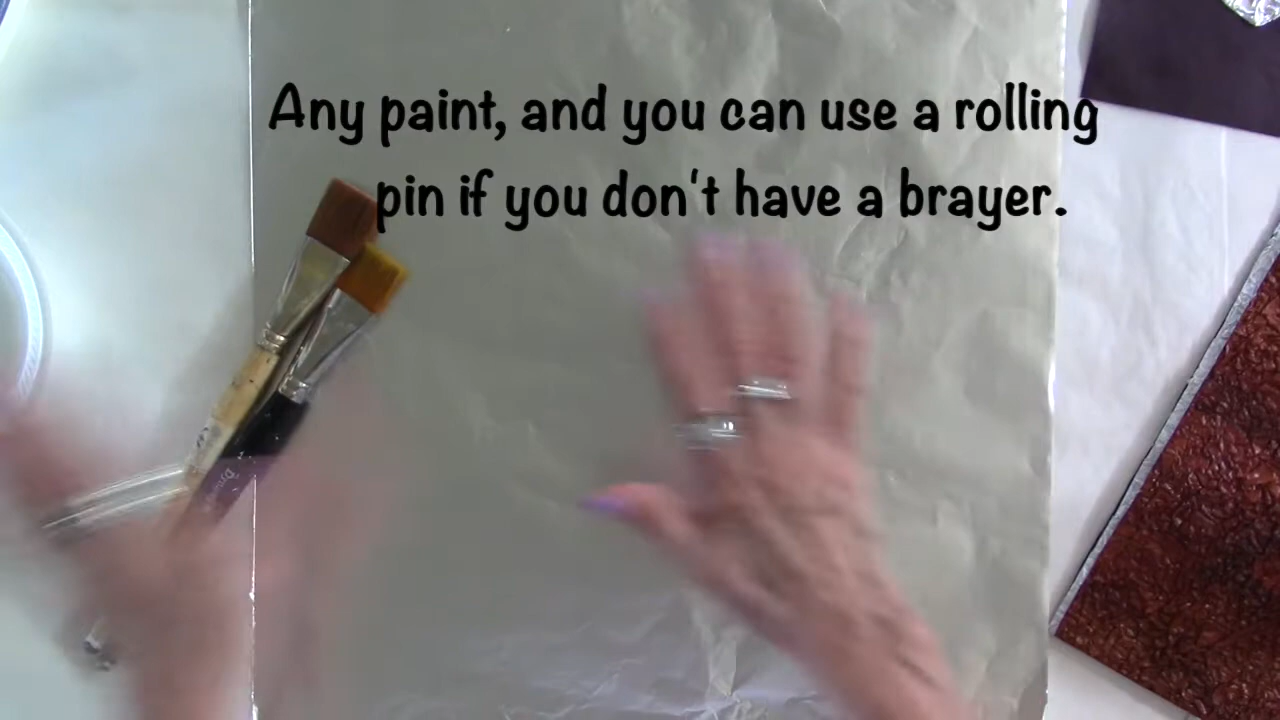 Any paint, and you can use a rolling
pin if you don't have a brayer.